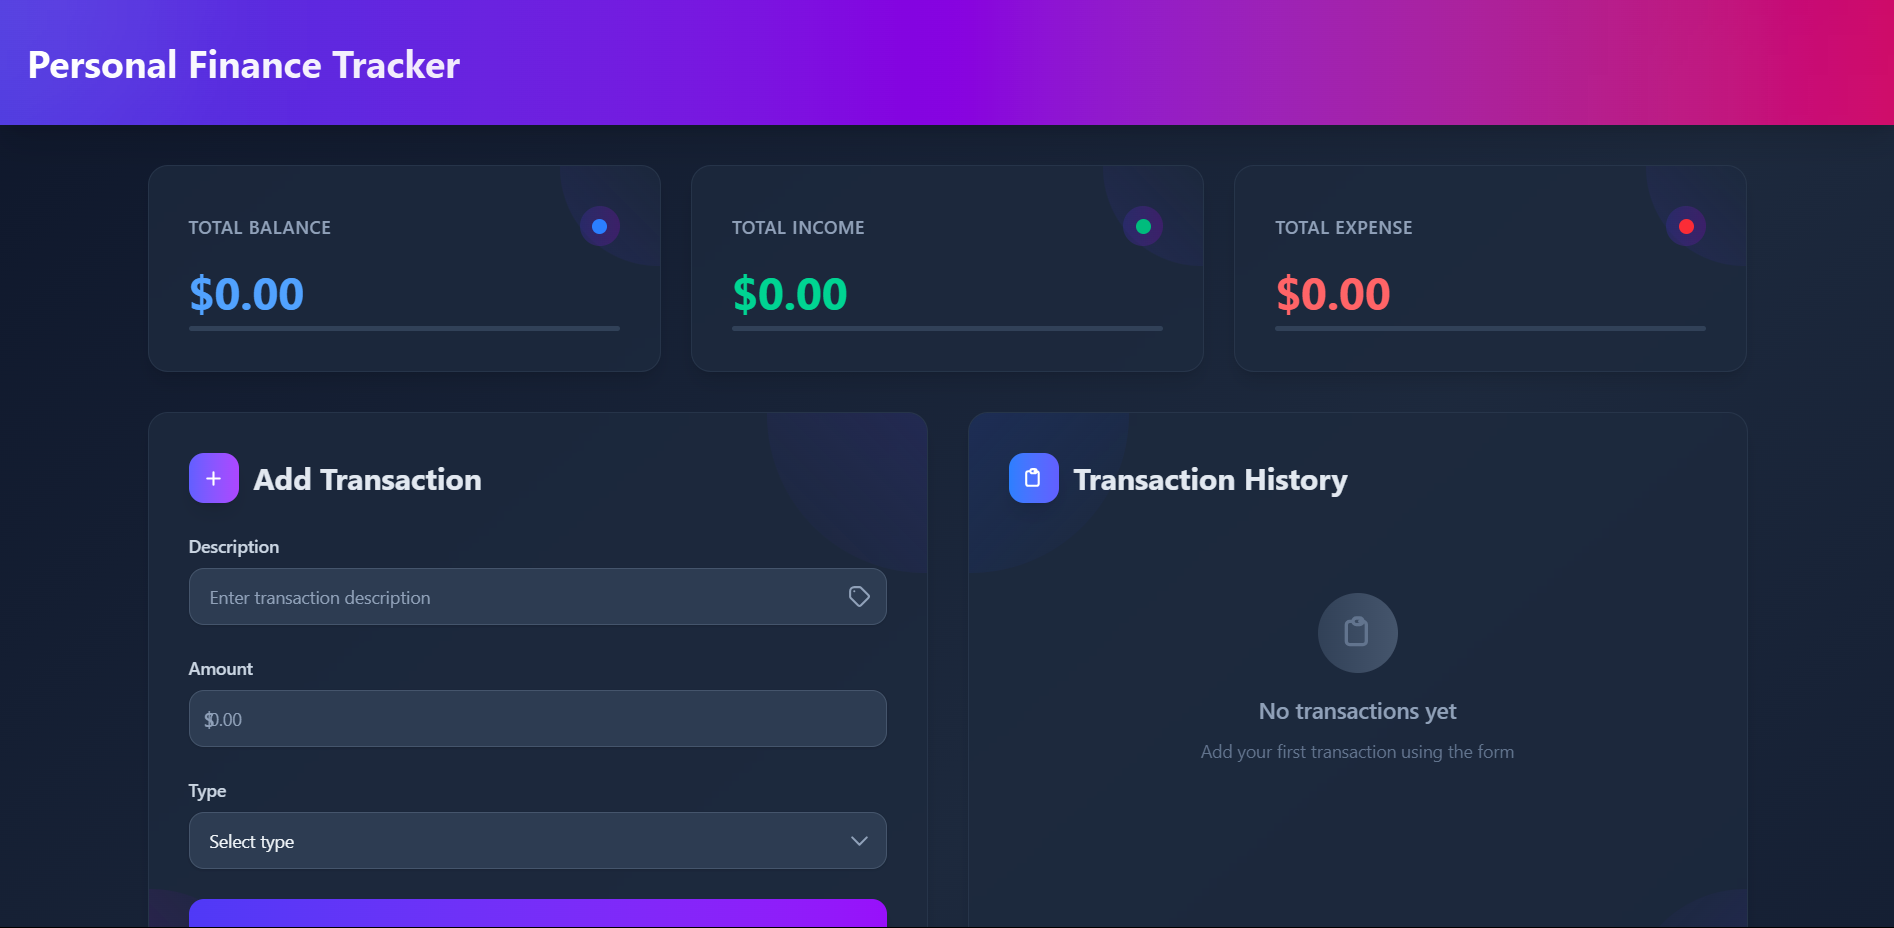 Personal Finance Tracker
TOTAL BALANCE
$0.00
TOTAL INCOME
$0.00
TOTAL EXPENSE
$0.00
Add Transaction
Description
Enter transaction description
Amount
$0.00
Type
Select type
Transaction History
No transactions yet
Add your first transaction using the form